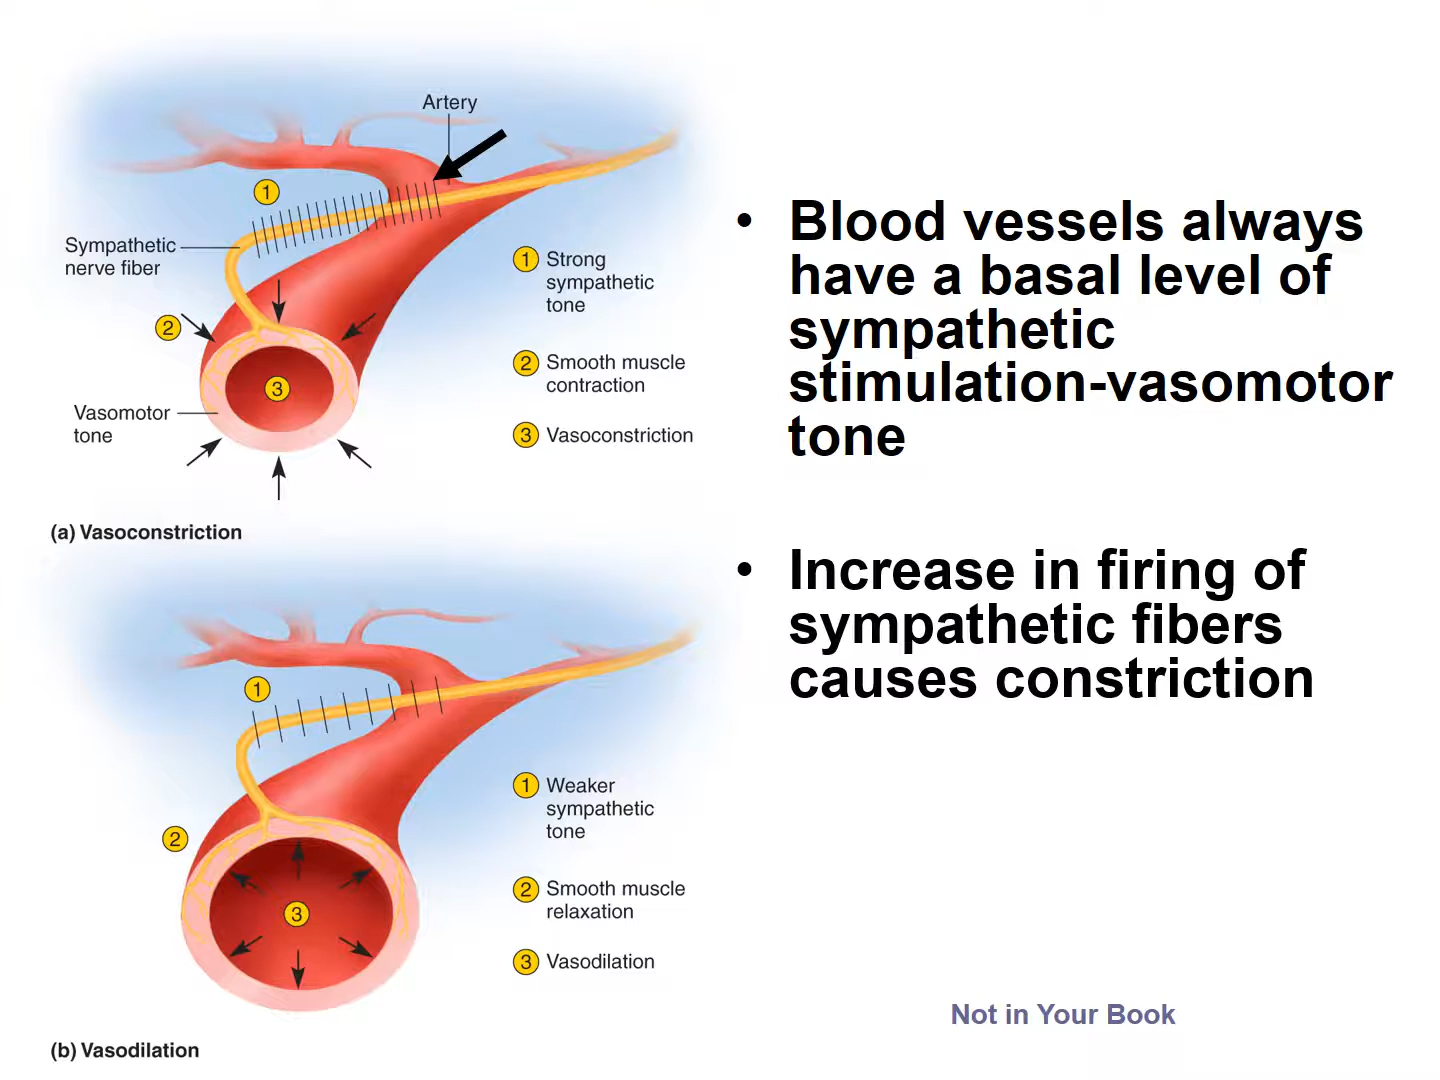 Artery
1
Sympathetic
nerve fiber
2
3
Vasomotor
tone
1 Strong
sympathetic
tone
2 Smooth muscle
contraction
3 Vasoconstriction
(a) Vasoconstriction
1
2
3
1 Weaker
sympathetic
tone
2 Smooth muscle
relaxation
3 Vasodilation
(b) Vasodilation
• Blood vessels always
have a basal level of
sympathetic
stimulation-vasomotor
tone
• Increase in firing of
sympathetic fibers
causes constriction
Not in Your Book